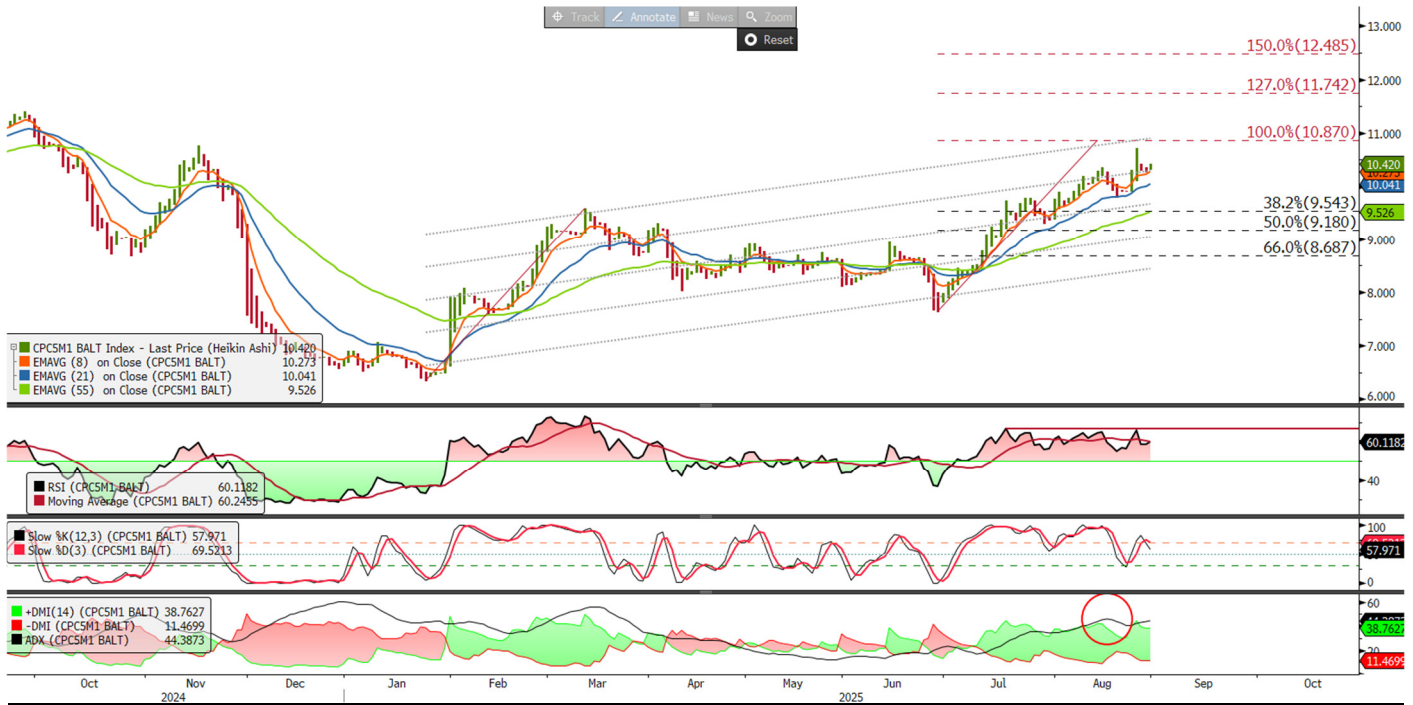 Track Annotate News Zoom
Reset
13.000
150.0%(12.485)
12.000
127.0%(11.742)
11.000
100.0%(10.870)
10.420
10.273
10.041
38.2%(9.543)
9.526
50.0%(9.180)
9.000
66.0%(8.687)
8.000
7.000
6.000
CPC5M1 BALT Index - Last Price (Heikin Ashi) 10.420
EMAVG (8) on Close (CPC5M1 BALT) 10.273
EMAVG (21) on Close (CPC5M1 BALT) 10.041
EMAVG (55) on Close (CPC5M1 BALT) 9.526
60.1182
40
RSI (CPC5M1 BALT) 60.1182
Moving Average (CPC5M1 BALT) 60.2455
100
57.971
0
Slow %K(12,3) (CPC5M1 BALT) 57.971
Slow %D(3) (CPC5M1 BALT) 69.5213
60
38.7627
20
11.4699
+DMI(14) (CPC5M1 BALT) 38.7627
-DMI (CPC5M1 BALT) 11.4699
ADX (CPC5M1 BALT) 44.3873
Oct Nov Dec Jan Feb Mar Apr May Jun Jul Aug Sep Oct
2024 2025